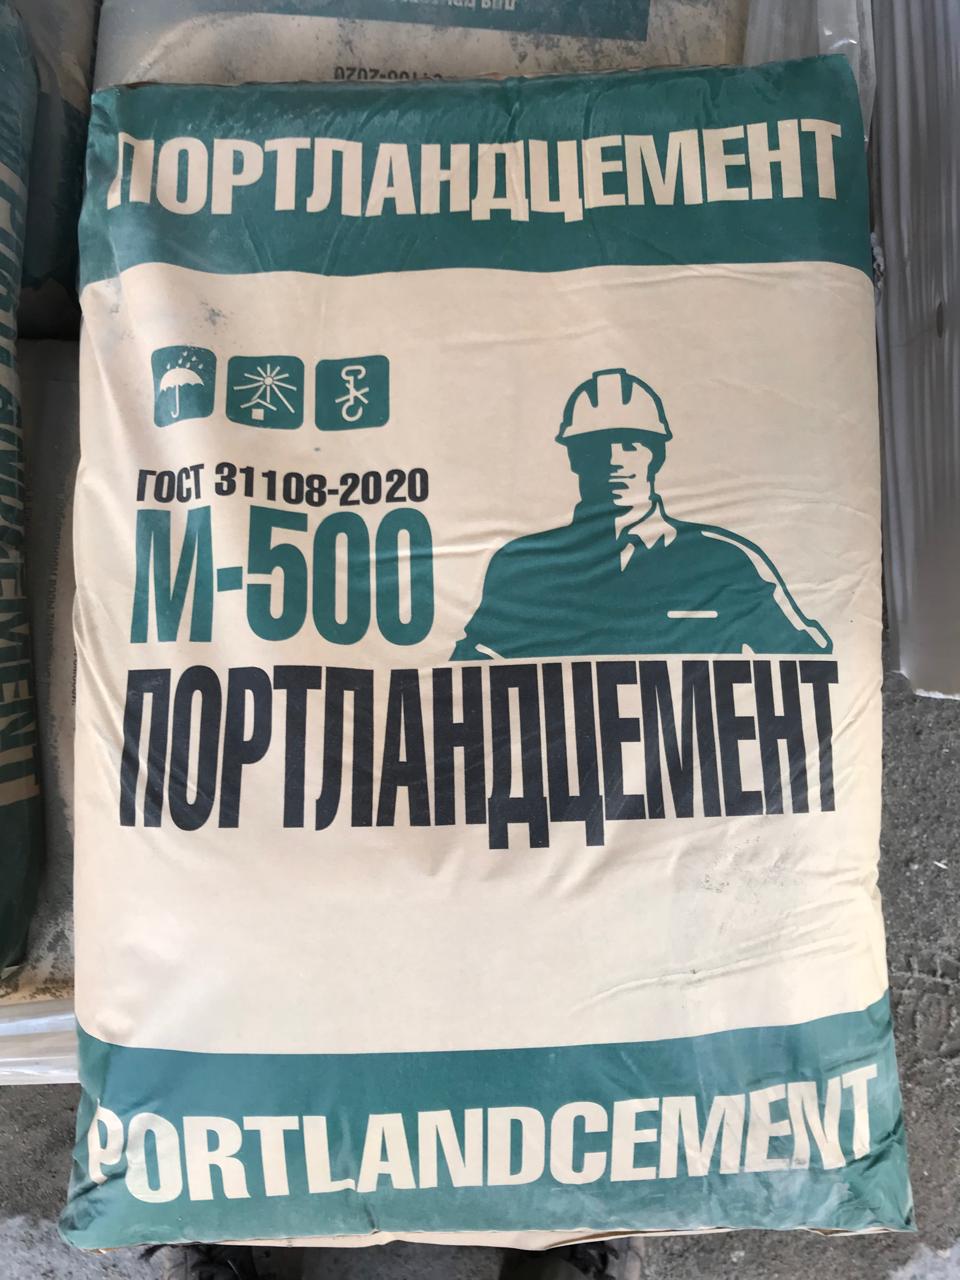 ПОРТЛАНДЦЕМЕНТ
ГОСТ 31108-2020
М-500
ПОРТЛАНДЦЕМЕНТ
PORTLANDCEMENT